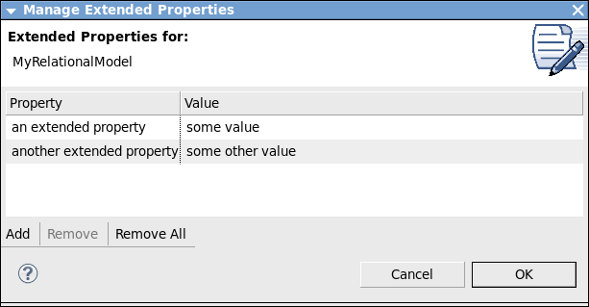 Manage Extended Properties
Extended Properties for:
MyRelationalModel
Property Value
an extended property some value
another extended property some other value
Add Remove Remove All
? Cancel OK